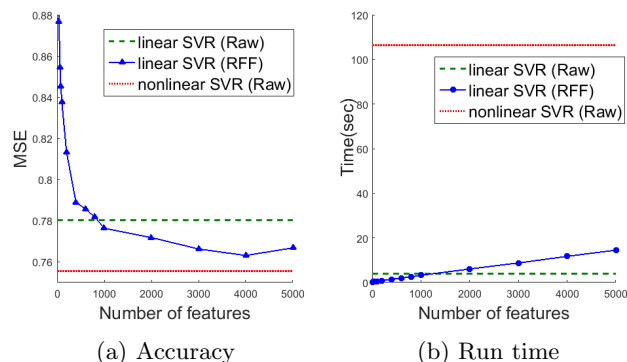 0.88
0.86
0.84
0.82
0.8
0.78
0.76
MSE
linear SVR (Raw)
linear SVR (RFF)
nonlinear SVR (Raw)
0 1000 2000 3000 4000 5000
Number of features
(a) Accuracy
120
100
80
60
40
20
0
Time(sec)
linear SVR (Raw)
linear SVR (RFF)
nonlinear SVR (Raw)
0 1000 2000 3000 4000 5000
Number of features
(b) Run time